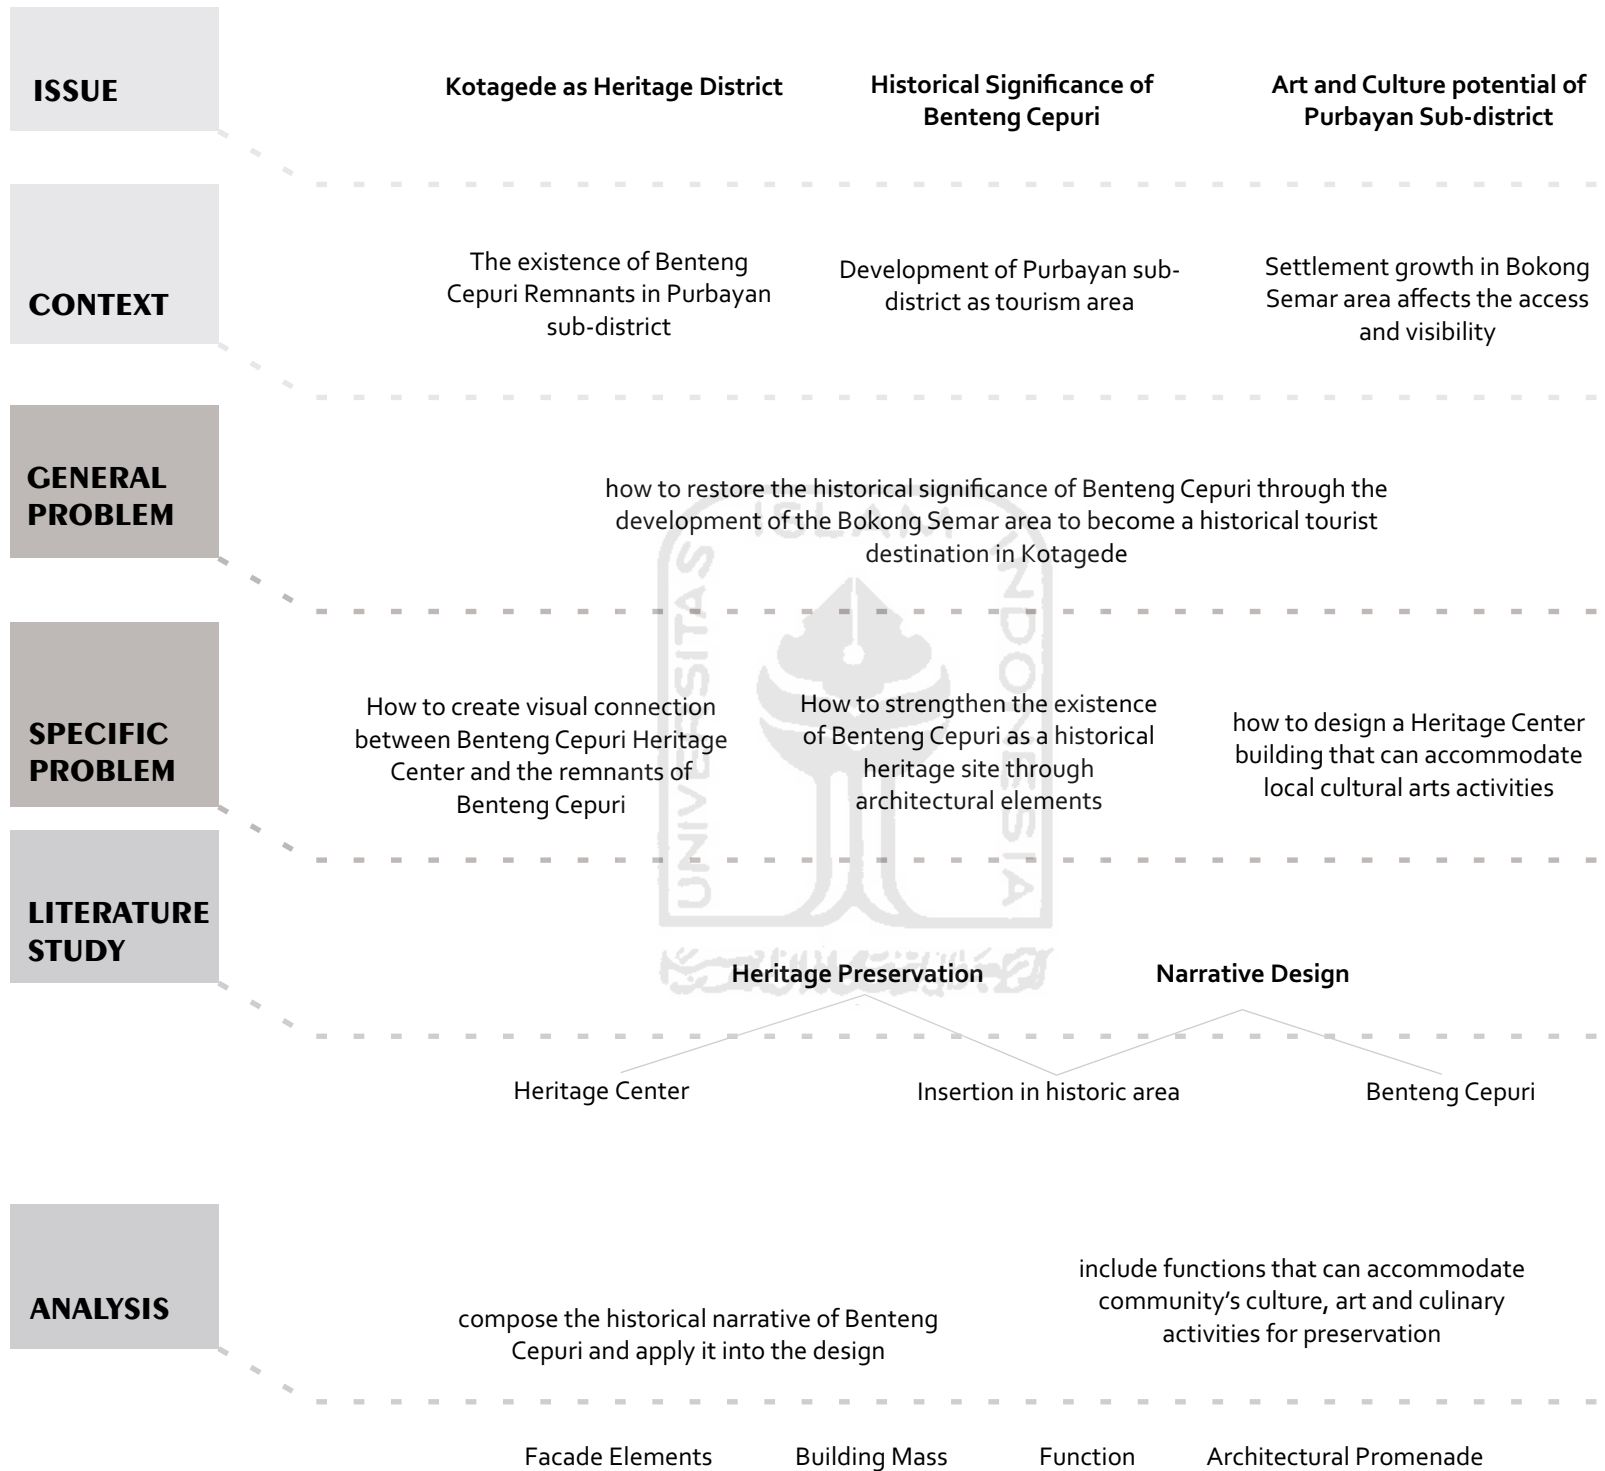 ISSUE
Kotagede as Heritage District
Historical Significance of
Benteng Cepuri
Art and Culture potential of
Purbayan Sub-district
CONTEXT
The existence of Benteng
Cepuri Remnants in Purbayan
sub-district
Development of Purbayan sub-
district as tourism area
Settlement growth in Bokong
Semar area affects the access
and visibility
GENERAL
PROBLEM
how to restore the historical significance of Benteng Cepuri through the
development of the Bokong Semar area to become a historical tourist
destination in Kotagede
UNIVERSITAS
ISLAM
INDONESIA
SPECIFIC
PROBLEM
How to create visual connection
between Benteng Cepuri Heritage
Center and the remnants of
Benteng Cepuri
How to strengthen the existence
of Benteng Cepuri as a historical
heritage site through
architectural elements
how to design a Heritage Center
building that can accommodate
local cultural arts activities
LITERATURE
STUDY
Heritage Preservation
Narrative Design
Heritage Center
Insertion in historic area
Benteng Cepuri
ANALYSIS
compose the historical narrative of Benteng
Cepuri and apply it into the design
include functions that can accommodate
community's culture, art and culinary
activities for preservation
Facade Elements
Building Mass
Function
Architectural Promenade